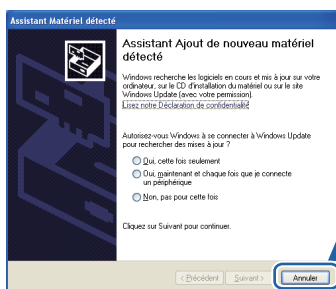 Assistant Matériel détecté
Assistant Ajout de nouveau matériel
détecté
Windows recherche les logiciels en cours et mis à jour sur votre
ordinateur, sur le CD d'installation du matériel ou sur le site
Windows Update (avec votre permission).
Lisez notre Déclaration de confidentialité
Autorisez-vous Windows à se connecter à Windows Update
pour rechercher des mises à jour ?
Oui, cette fois seulement
Oui, maintenant et chaque fois que je connecte
un périphérique
Non, pas pour cette fois
Cliquez sur Suivant pour continuer.
< Précédent Suivant > Annuler